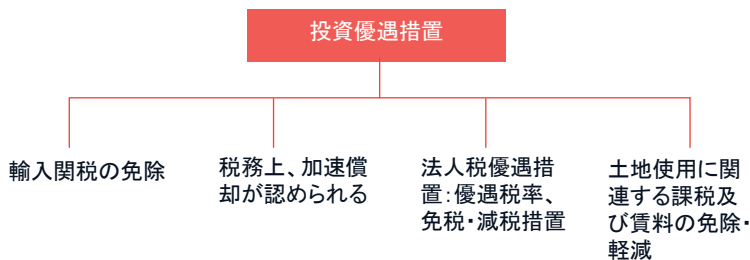 投資優遇措置
輸入関税の免除
税務上、加速償
却が認められる
法人税優遇措
置：優遇税率、
免税・減税措置
土地使用に関
連する課税及
び賃料の免除・
軽減